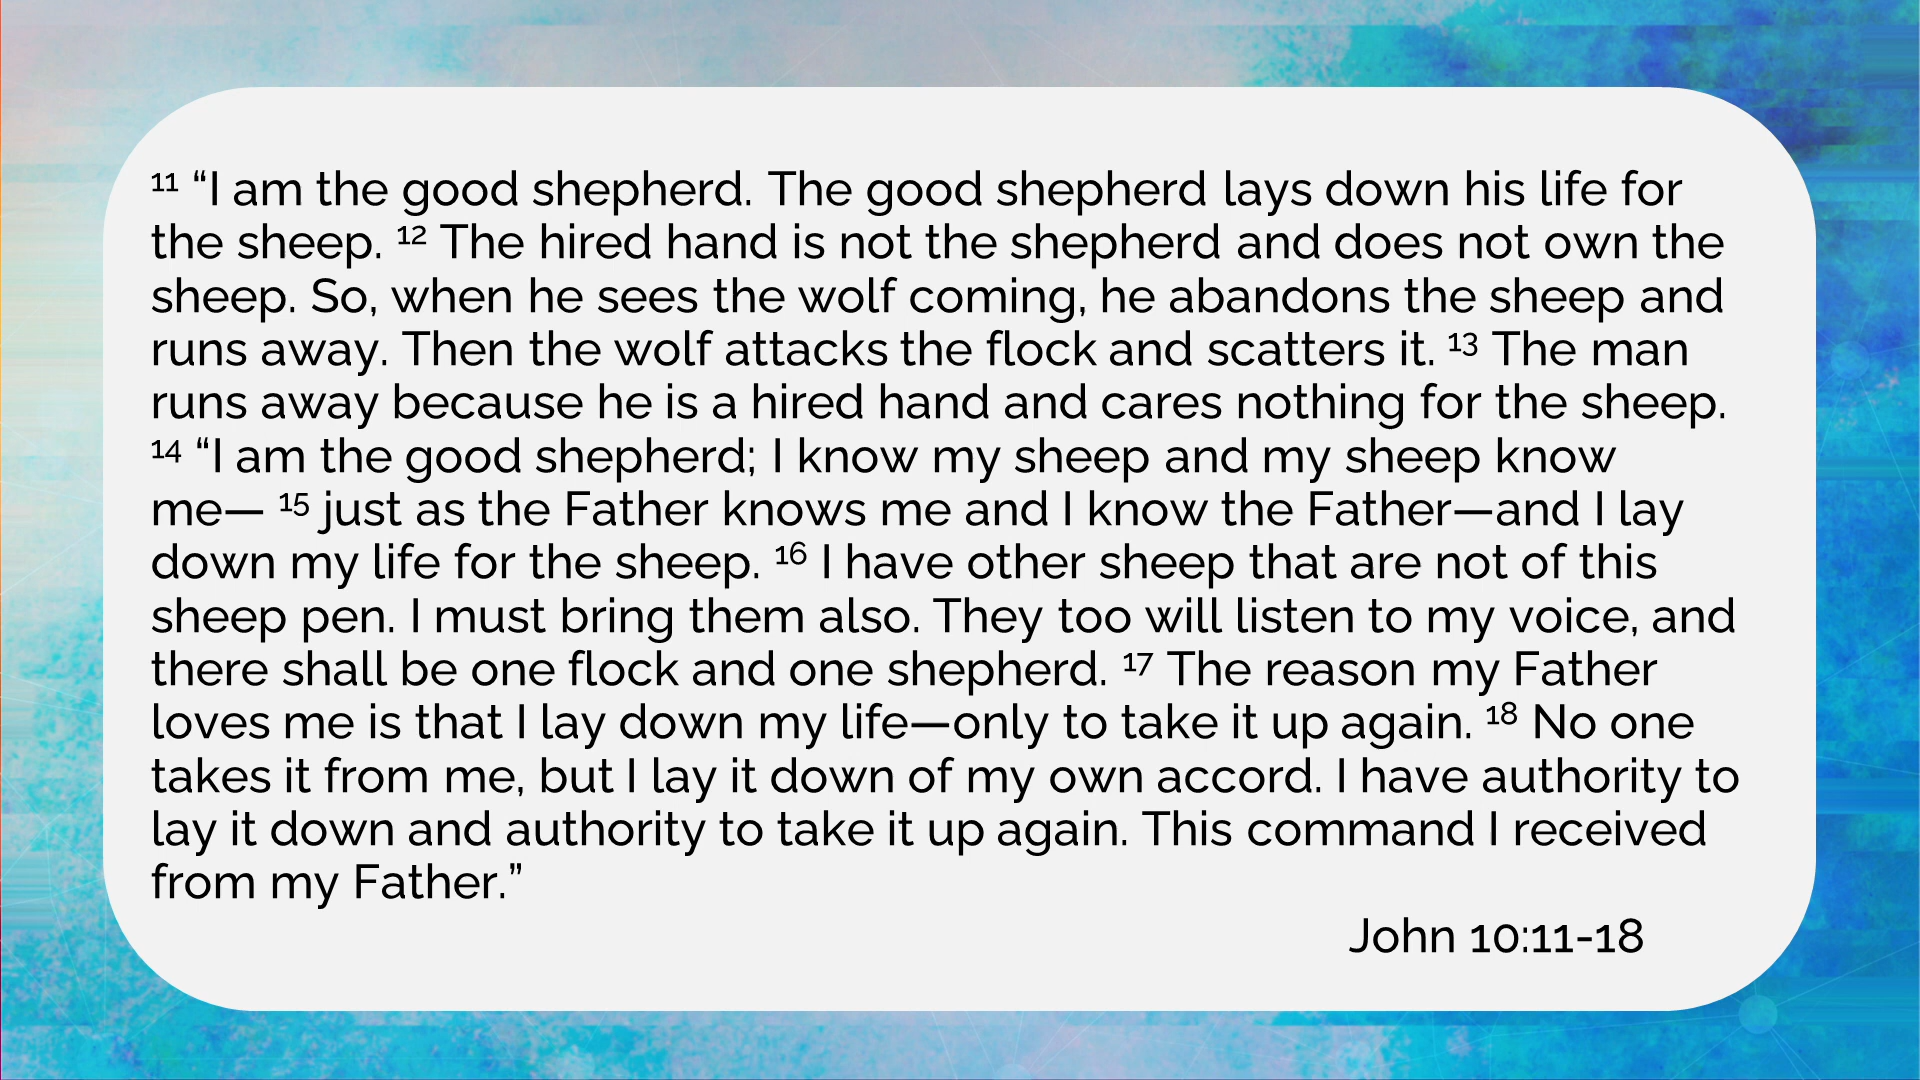 ¹¹ “I am the good shepherd. The good shepherd lays down his life for
the sheep. ¹² The hired hand is not the shepherd and does not own the
sheep. So, when he sees the wolf coming, he abandons the sheep and
runs away. Then the wolf attacks the flock and scatters it. ¹³ The man
runs away because he is a hired hand and cares nothing for the sheep.
¹⁴ “I am the good shepherd; I know my sheep and my sheep know
me— ¹⁵ just as the Father knows me and I know the Father—and I lay
down my life for the sheep. ¹⁶ I have other sheep that are not of this
sheep pen. I must bring them also. They too will listen to my voice, and
there shall be one flock and one shepherd. ¹⁷ The reason my Father
loves me is that I lay down my life—only to take it up again. ¹⁸ No one
takes it from me, but I lay it down of my own accord. I have authority to
lay it down and authority to take it up again. This command I received
from my Father.”
John 10:11-18